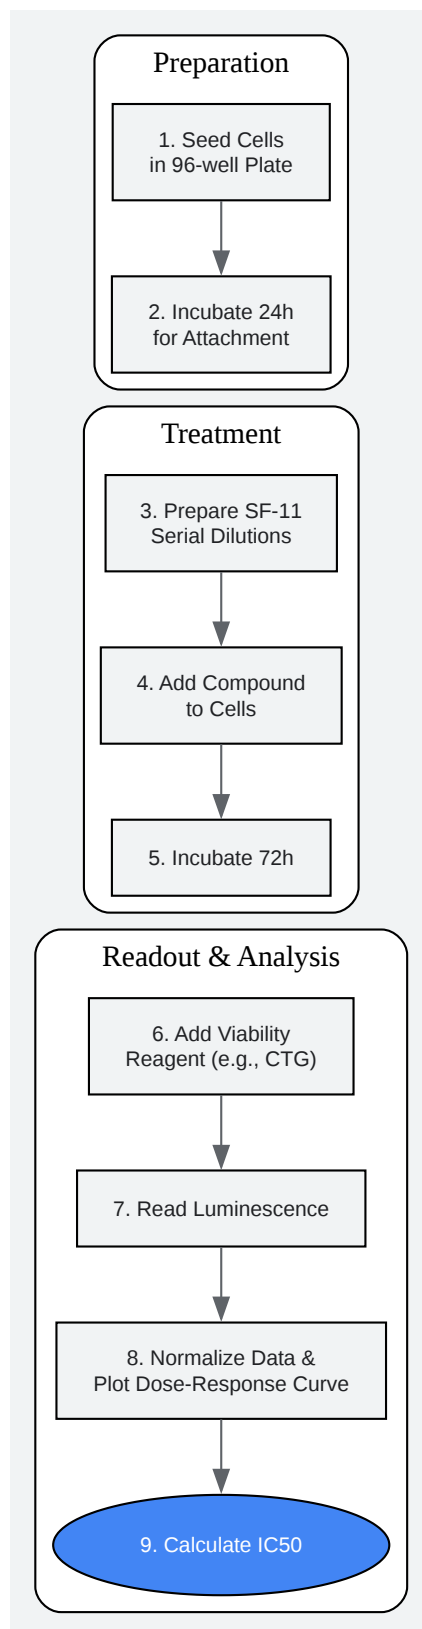 Preparation
1. Seed Cells
in 96-well Plate
2. Incubate 24h
for Attachment
Treatment
3. Prepare SF-11
Serial Dilutions
4. Add Compound
to Cells
5. Incubate 72h
Readout & Analysis
6. Add Viability
Reagent (e.g., CTG)
7. Read Luminescence
8. Normalize Data &
Plot Dose-Response Curve
9. Calculate IC50